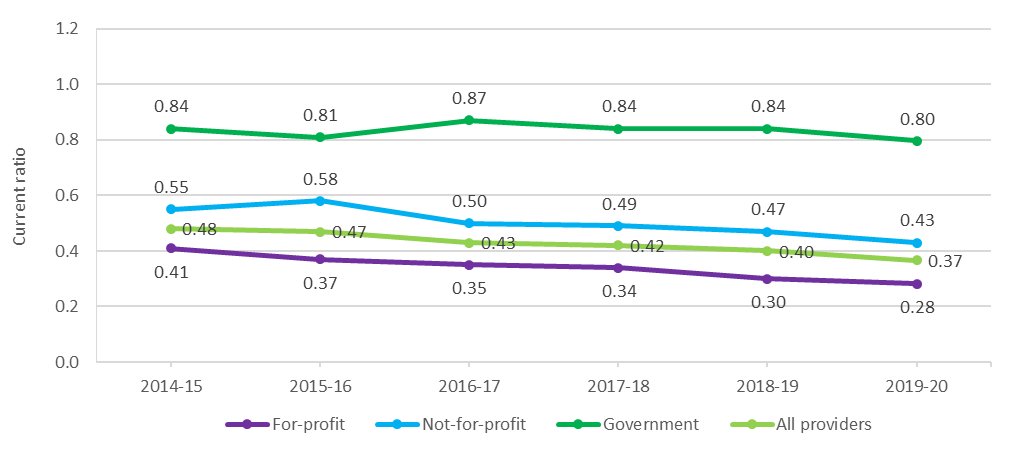 Current ratio
1.2
1.0
0.8
0.6
0.4
0.2
0.0
0.84 0.81 0.87 0.84 0.84 0.80
0.55 0.58 0.50 0.49 0.47 0.43
0.48 0.47 0.43 0.42 0.40 0.37
0.41 0.37 0.35 0.34 0.30 0.28
2014-15 2015-16 2016-17 2017-18 2018-19 2019-20
For-profit Not-for-profit Government All providers